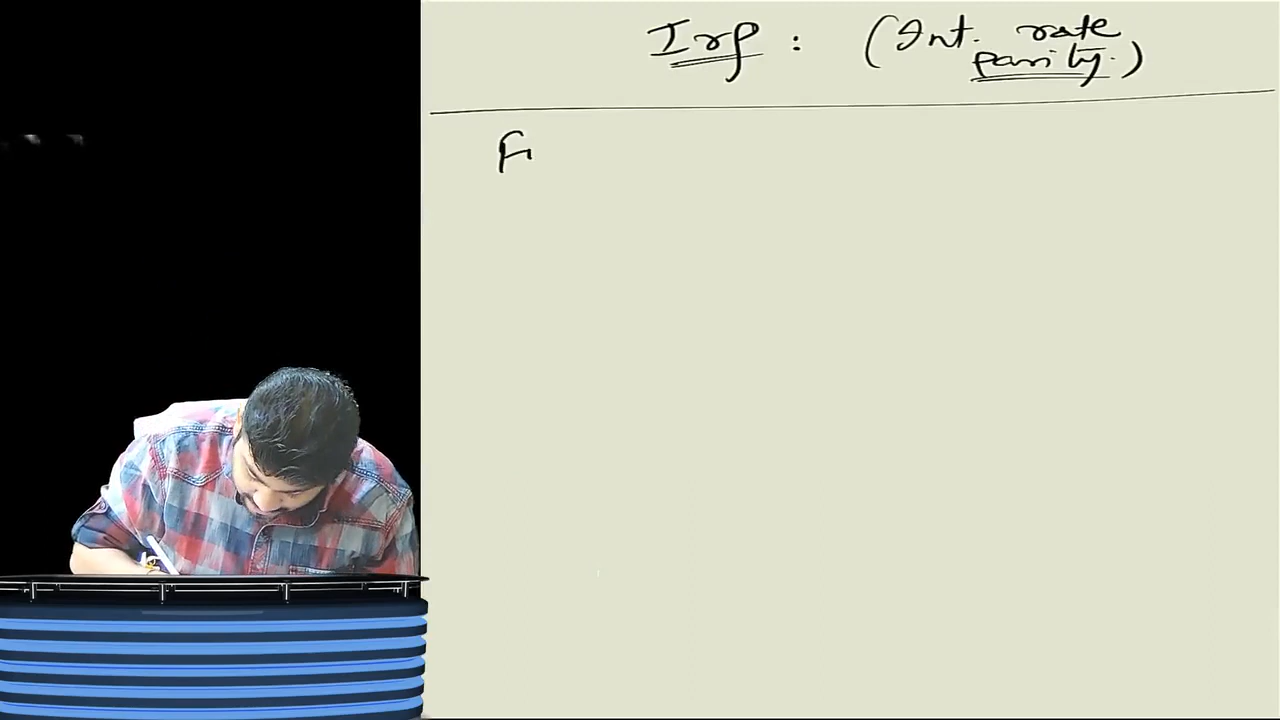 Irp : (Int. rate
parity.)
F